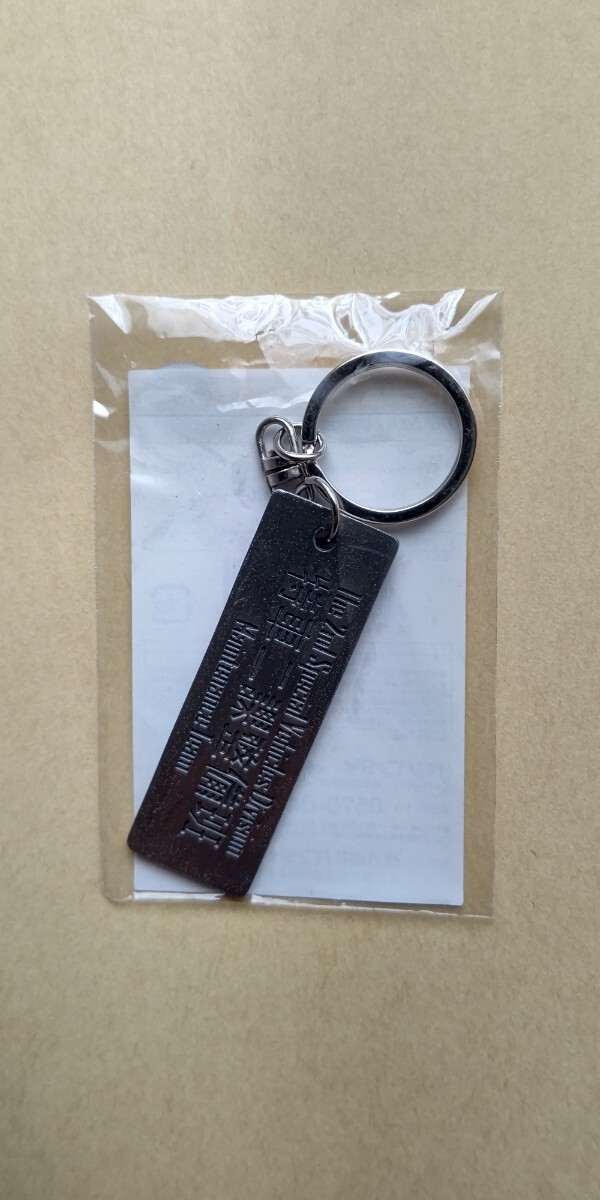 The 2nd Special Vehicles Division
特車二課整備班
Maintenance Team